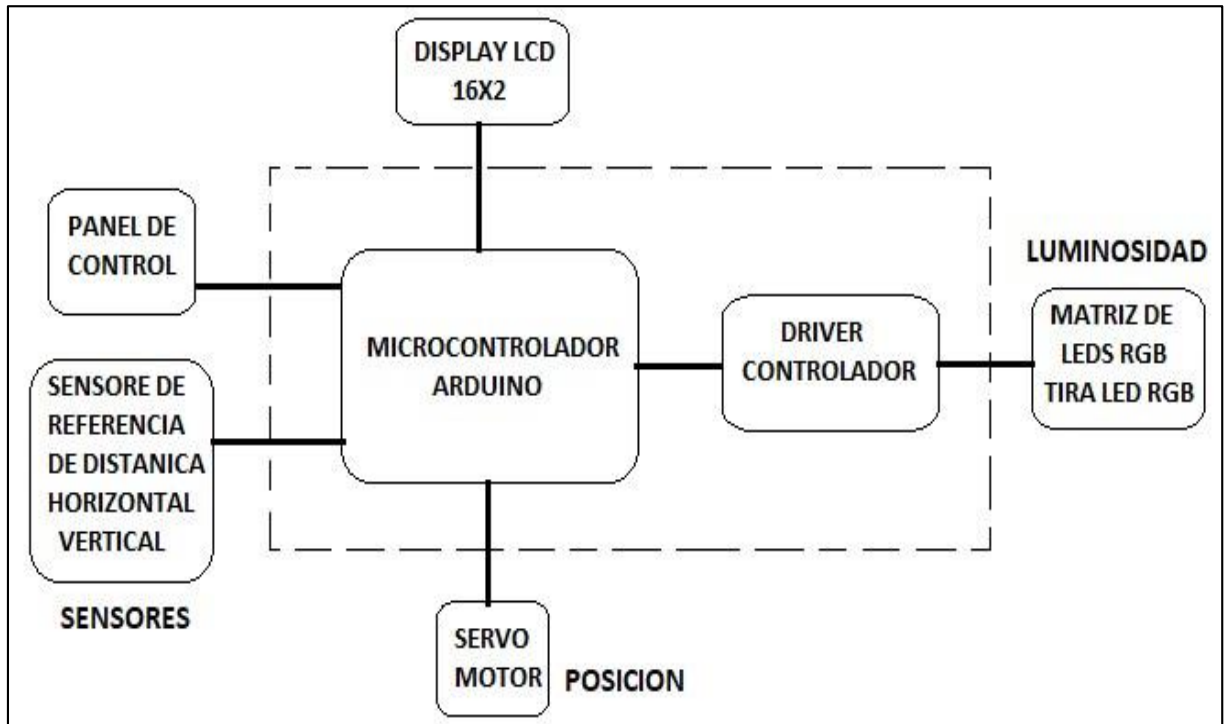 DISPLAY LCD
16X2
PANEL DE
CONTROL
LUMINOSIDAD
MICROCONTROLADOR
ARDUINO
DRIVER
CONTROLADOR
MATRIZ DE
LEDS RGB
TIRA LED RGB
SENSORE DE
REFERENCIA
DE DISTANICA
HORIZONTAL
VERTICAL
SENSORES
SERVO
MOTOR
POSICION